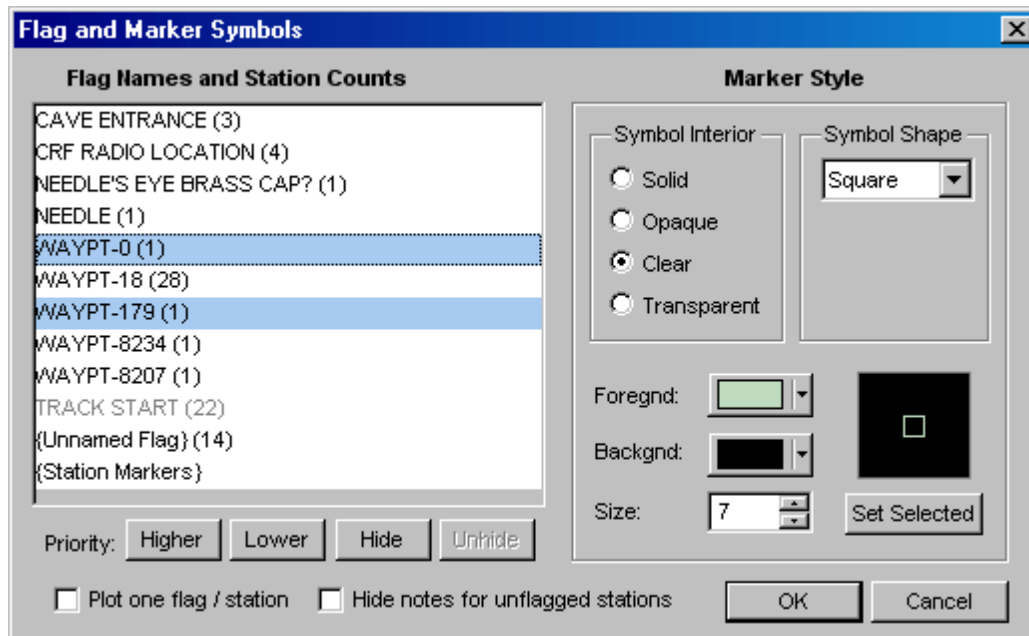 Flag and Marker Symbols
Flag Names and Station Counts
CAVE ENTRANCE (3)
CRF RADIO LOCATION (4)
NEEDLE'S EYE BRASS CAP? (1)
NEEDLE (1)
WAYPT-0 (1)
WAYPT-18 (28)
WAYPT-179 (1)
WAYPT-8234 (1)
WAYPT-8207 (1)
TRACK START (22)
{Unnamed Flag} (14)
{Station Markers}
Priority: Higher Lower Hide Unhide
Plot one flag / station Hide notes for unflagged stations
Marker Style
Symbol Interior
Solid
Opaque
Clear
Transparent
Symbol Shape
Square
Foregnd:
Backgnd:
Size: 7
Set Selected
OK Cancel